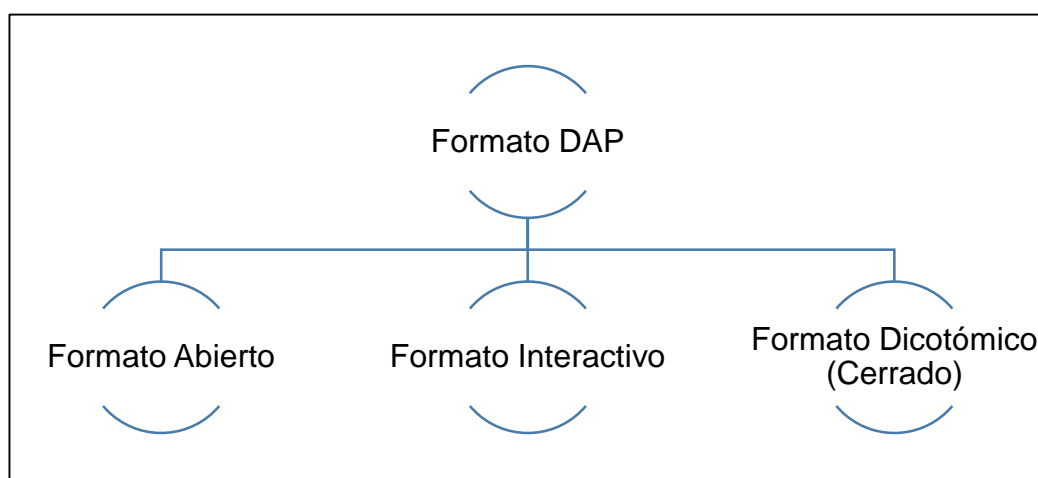 Formato DAP
Formato Abierto
Formato Interactivo
Formato Dicotómico
(Cerrado)